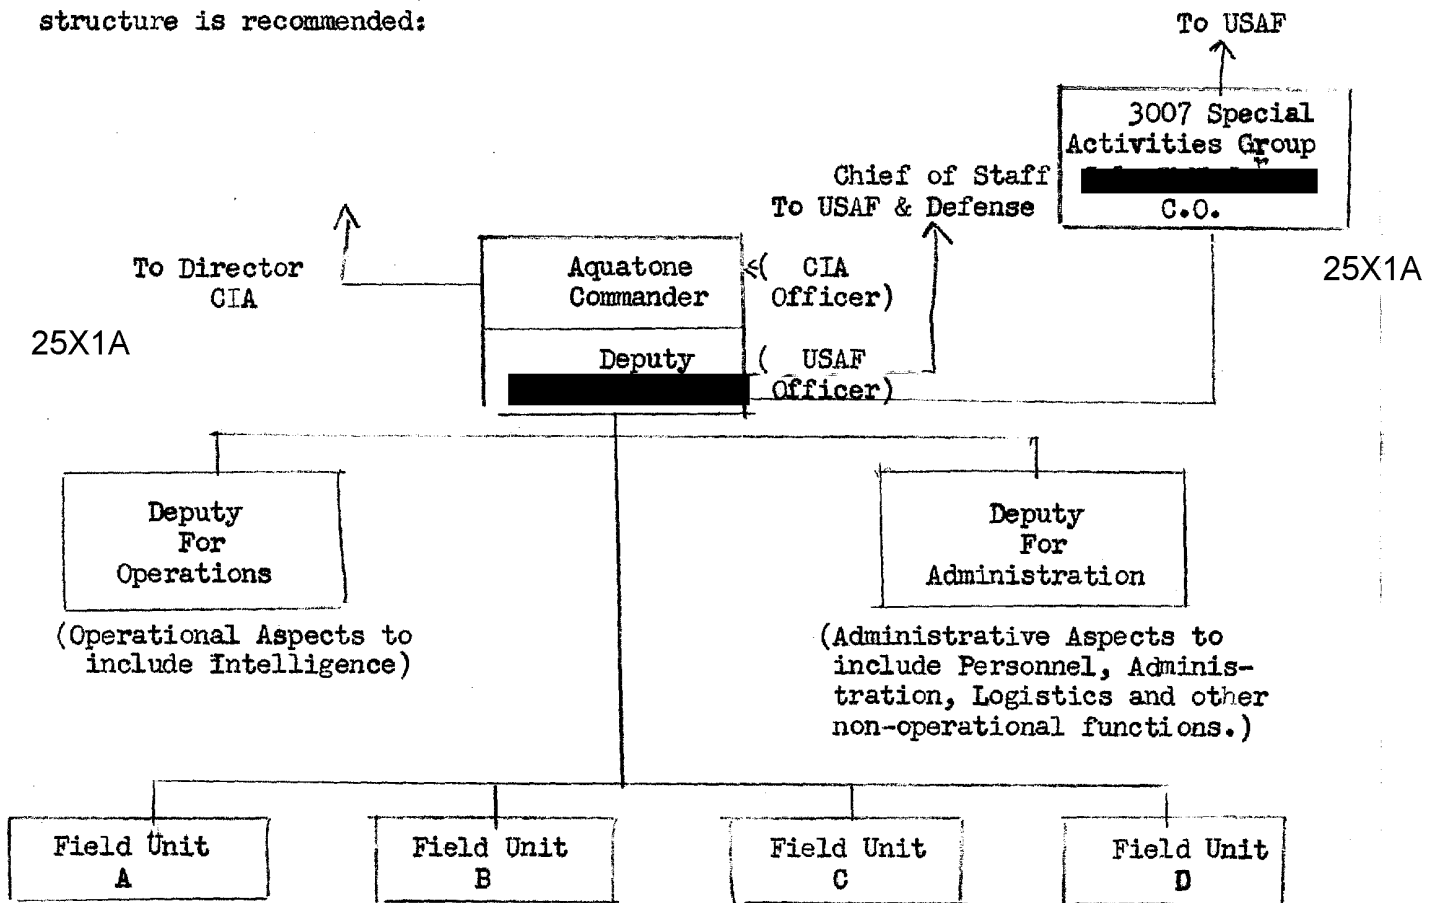 structure is recommended:
To USAF
3007 Special
Activities Group
C.O.
Chief of Staff
To USAF & Defense
To Director
CIA
25X1A
Aquatone
Commander
( CIA
Officer)
25X1A
Deputy
( USAF
Officer)
Deputy
For
Operations
(Operational Aspects to
include Intelligence)
Deputy
For
Administration
(Administrative Aspects to
include Personnel, Adminis-
tration, Logistics and other
non-operational functions.)
Field Unit
A
Field Unit
B
Field Unit
C
Field Unit
D